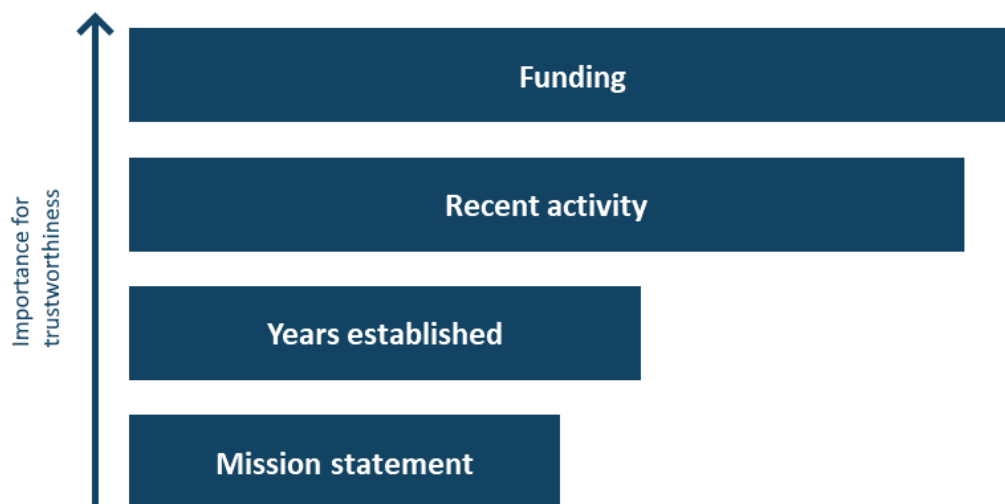 Importance for
trustworthiness
Funding
Recent activity
Years established
Mission statement